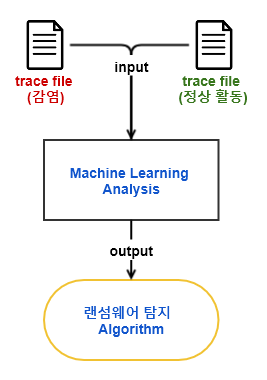 trace file
(감염)
trace file
(정상 활동)
input
Machine Learning
Analysis
output
랜섬웨어 탐지
Algorithm